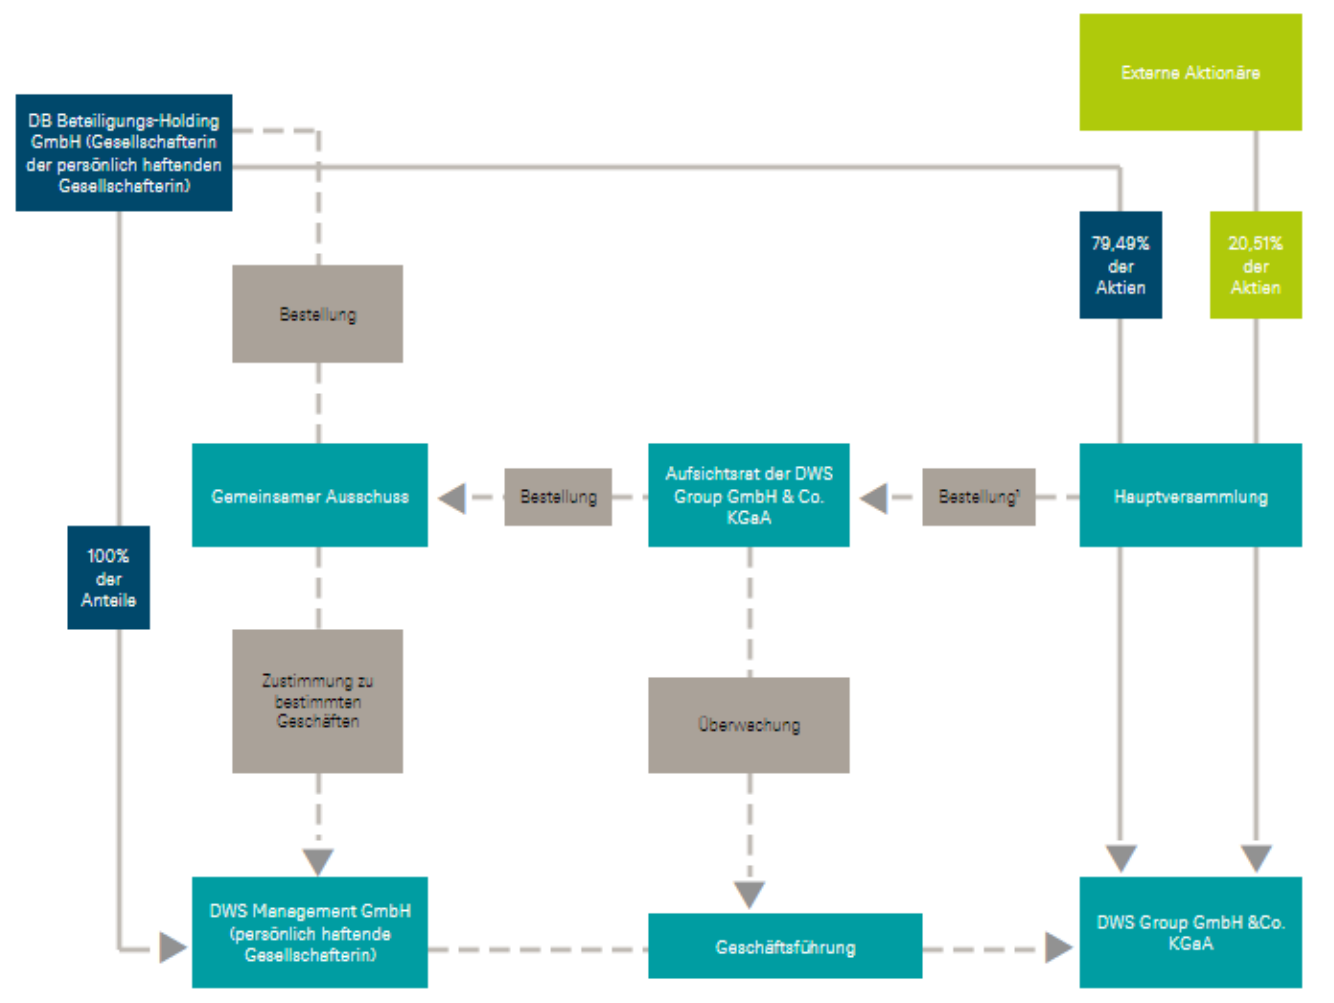 Externe Aktionäre
DB Beteiligungs-Holding
GmbH (Gesellschafterin
der persönlich haftenden
Gesellschafterin)
79,49%
der
Aktien
20,51%
der
Aktien
Bestellung
Gemeinsamer Ausschuss
Bestellung
Aufsichtsrat der DWS
Group GmbH & Co.
KGaA
Bestellung¹
Hauptversammlung
100%
der
Anteile
Zustimmung zu
bestimmten
Geschäften
Überwachung
DWS Management GmbH
(persönlich haftende
Gesellschafterin)
Geschäftsführung
DWS Group GmbH &Co.
KGaA